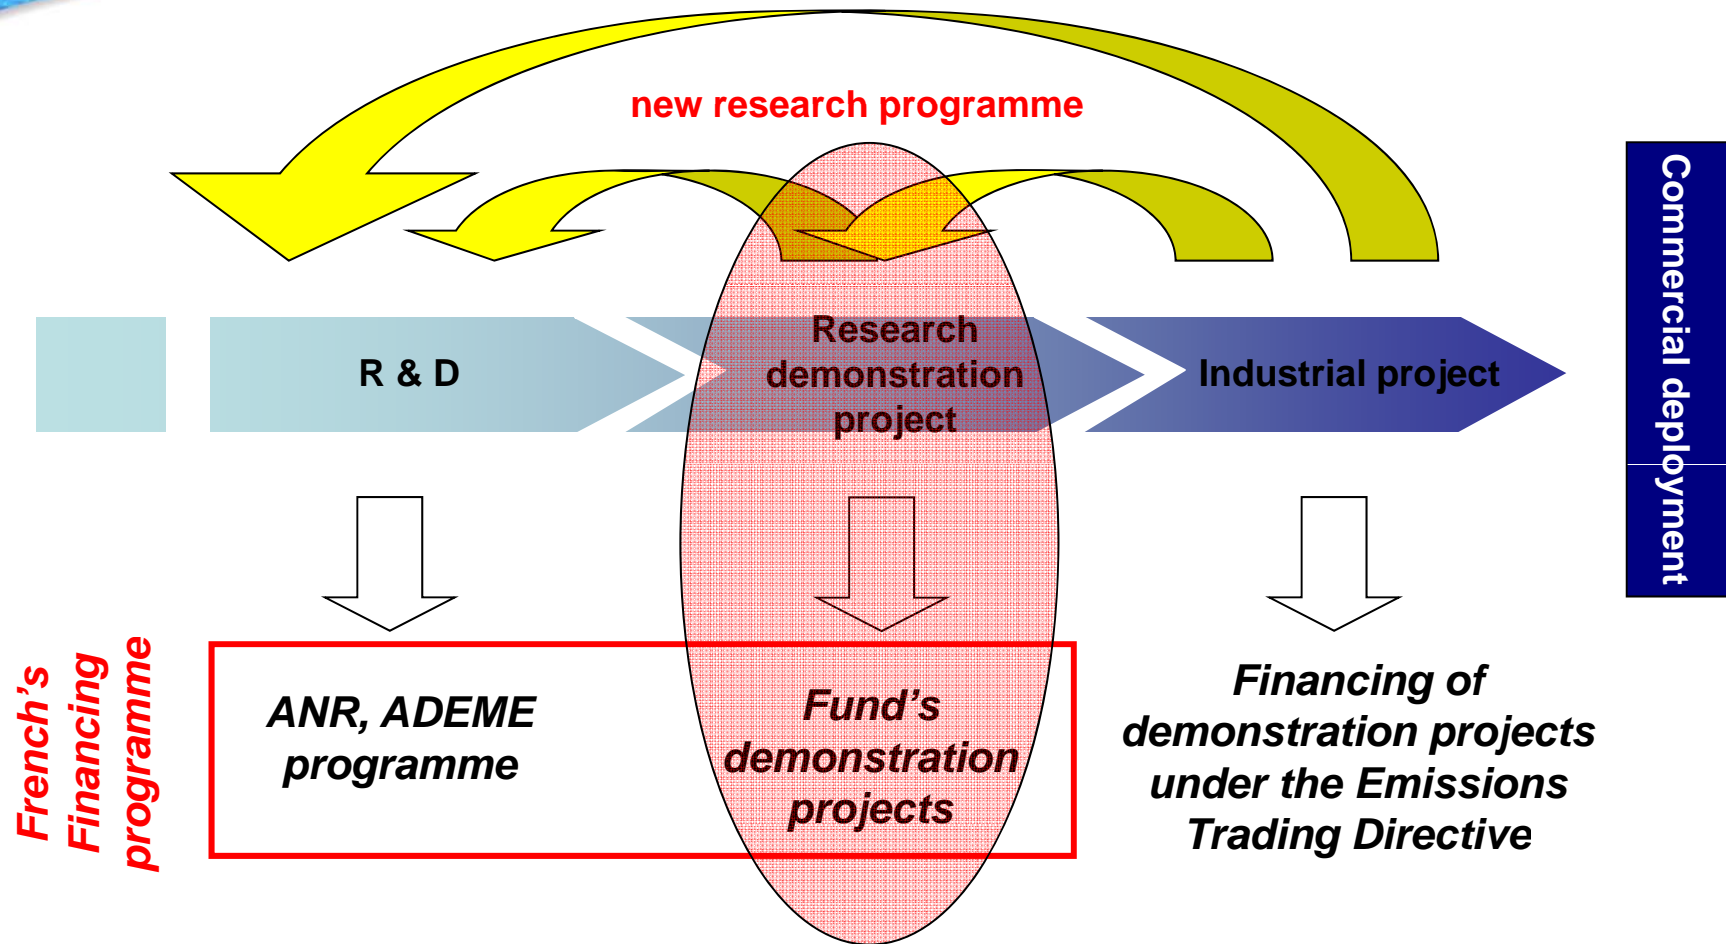 new research programme
Commercial deployment
R & D
Research
demonstration
project
Industrial project
French's
Financing
programme
ANR, ADEME
programme
Fund's
demonstration
projects
Financing of
demonstration projects
under the Emissions
Trading Directive